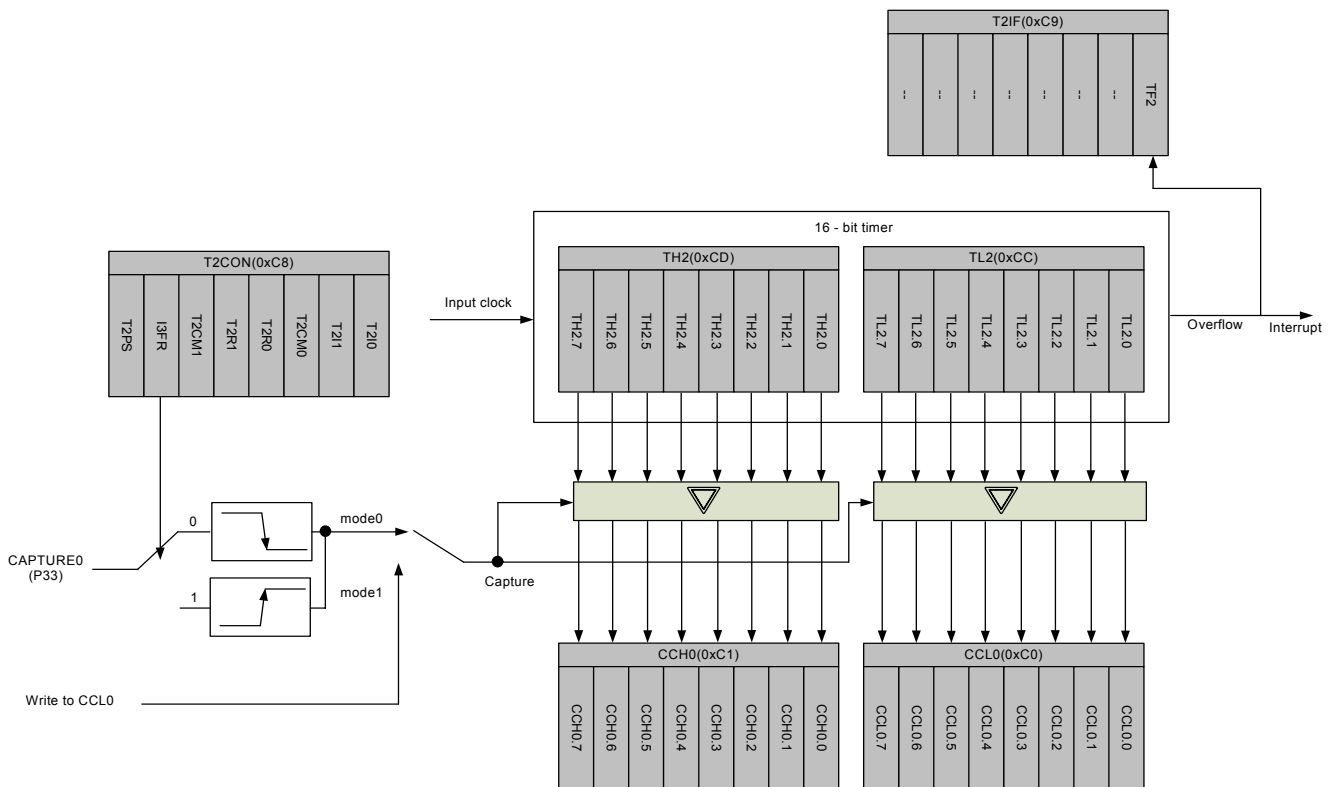 T2IF(0xC9)
--
--
--
--
--
--
--
TF2
16 - bit timer
T2CON(0xC8)
T2PS
I3FR
T2CM1
T2R1
T2R0
T2CM0
T2I1
T2I0
Input clock
TH2(0xCD)
TH2.7
TH2.6
TH2.5
TH2.4
TH2.3
TH2.2
TH2.1
TH2.0
TL2(0xCC)
TL2.7
TL2.6
TL2.5
TL2.4
TL2.3
TL2.2
TL2.1
TL2.0
Overflow
Interrupt
CAPTURE0
(P33)
0
mode0
1
mode1
Capture
Write to CCL0
CCH0(0xC1)
CCH0.7
CCH0.6
CCH0.5
CCH0.4
CCH0.3
CCH0.2
CCH0.1
CCH0.0
CCL0(0xC0)
CCL0.7
CCL0.6
CCL0.5
CCL0.4
CCL0.3
CCL0.2
CCL0.1
CCL0.0